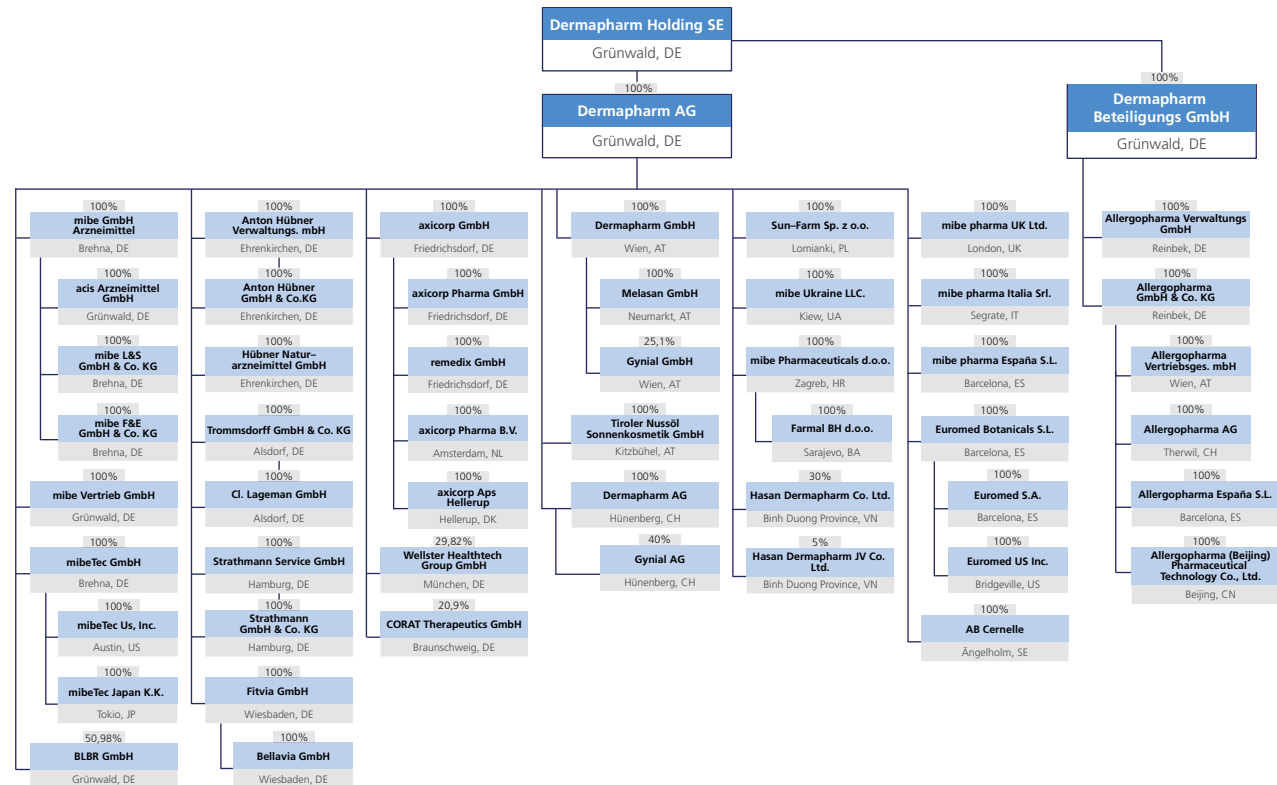 Dermapharm Holding SE
Grünwald, DE
100%
Dermapharm AG
Grünwald, DE
100%
Dermapharm
Beteiligungs GmbH
Grünwald, DE
100%
mibe GmbH
Arzneimittel
Brehna, DE
100%
acis Arzneimittel
GmbH
Grünwald, DE
100%
mibe L&S
GmbH & Co. KG
Brehna, DE
100%
mibe F&E
GmbH & Co. KG
Brehna, DE
100%
mibe Vertrieb GmbH
Grünwald, DE
100%
mibeTec GmbH
Brehna, DE
100%
mibeTec Us, Inc.
Austin, US
100%
mibeTec Japan K.K.
Tokio, JP
50,98%
BLBR GmbH
Grünwald, DE
100%
Anton Hübner
Verwaltungs. mbH
Ehrenkirchen, DE
100%
Anton Hübner
GmbH & Co.KG
Ehrenkirchen, DE
100%
Hübner Natur–
arzneimittel GmbH
Ehrenkirchen, DE
100%
Trommsdorff GmbH & Co. KG
Alsdorf, DE
100%
Cl. Lageman GmbH
Alsdorf, DE
100%
Strathmann Service GmbH
Hamburg, DE
100%
Strathmann
GmbH & Co. KG
Hamburg, DE
100%
Fitvia GmbH
Wiesbaden, DE
100%
Bellavia GmbH
Wiesbaden, DE
100%
axicorp GmbH
Friedrichsdorf, DE
100%
axicorp Pharma GmbH
Friedrichsdorf, DE
100%
remedix GmbH
Friedrichsdorf, DE
100%
axicorp Pharma B.V.
Amsterdam, NL
100%
axicorp Aps
Hellerup
Hellerup, DK
29,82%
Wellster Healthtech
Group GmbH
München, DE
20,9%
CORAT Therapeutics GmbH
Braunschweig, DE
100%
Dermapharm GmbH
Wien, AT
100%
Melasan GmbH
Neumarkt, AT
25,1%
Gynial GmbH
Wien, AT
100%
Tiroler Nussöl
Sonnenkosmetik GmbH
Kitzbühel, AT
100%
Dermapharm AG
Hünenberg, CH
40%
Gynial AG
Hünenberg, CH
100%
Sun–Farm Sp. z o.o.
Lomianki, PL
100%
mibe Ukraine LLC.
Kiew, UA
100%
mibe Pharmaceuticals d.o.o.
Zagreb, HR
100%
Farmal BH d.o.o.
Sarajevo, BA
30%
Hasan Dermapharm Co. Ltd.
Binh Duong Province, VN
5%
Hasan Dermapharm JV Co.
Ltd.
Binh Duong Province, VN
100%
mibe pharma UK Ltd.
London, UK
100%
mibe pharma Italia Srl.
Segrate, IT
100%
mibe pharma España S.L.
Barcelona, ES
100%
Euromed Botanicals S.L.
Barcelona, ES
100%
Euromed S.A.
Barcelona, ES
100%
Euromed US Inc.
Bridgeville, US
100%
AB Cernelle
Ängelholm, SE
100%
Allergopharma Verwaltungs
GmbH
Reinbek, DE
100%
Allergopharma
GmbH & Co. KG
Reinbek, DE
100%
Allergopharma
Vertriebsges. mbH
Wien, AT
100%
Allergopharma AG
Therwil, CH
100%
Allergopharma España S.L.
Barcelona, ES
100%
Allergopharma (Beijing)
Pharmaceutical
Technology Co., Ltd.
Beijing, CN